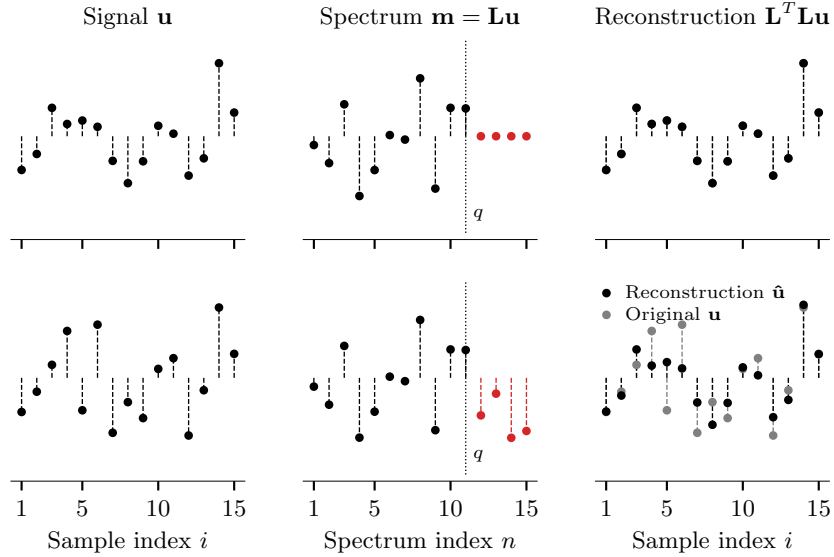 Signal u
Spectrum m = Lu
Reconstruction LᵀLu
q
Reconstruction û
Original u
q
1 5 10 15
1 5 10 15
1 5 10 15
Sample index i
Spectrum index n
Sample index i